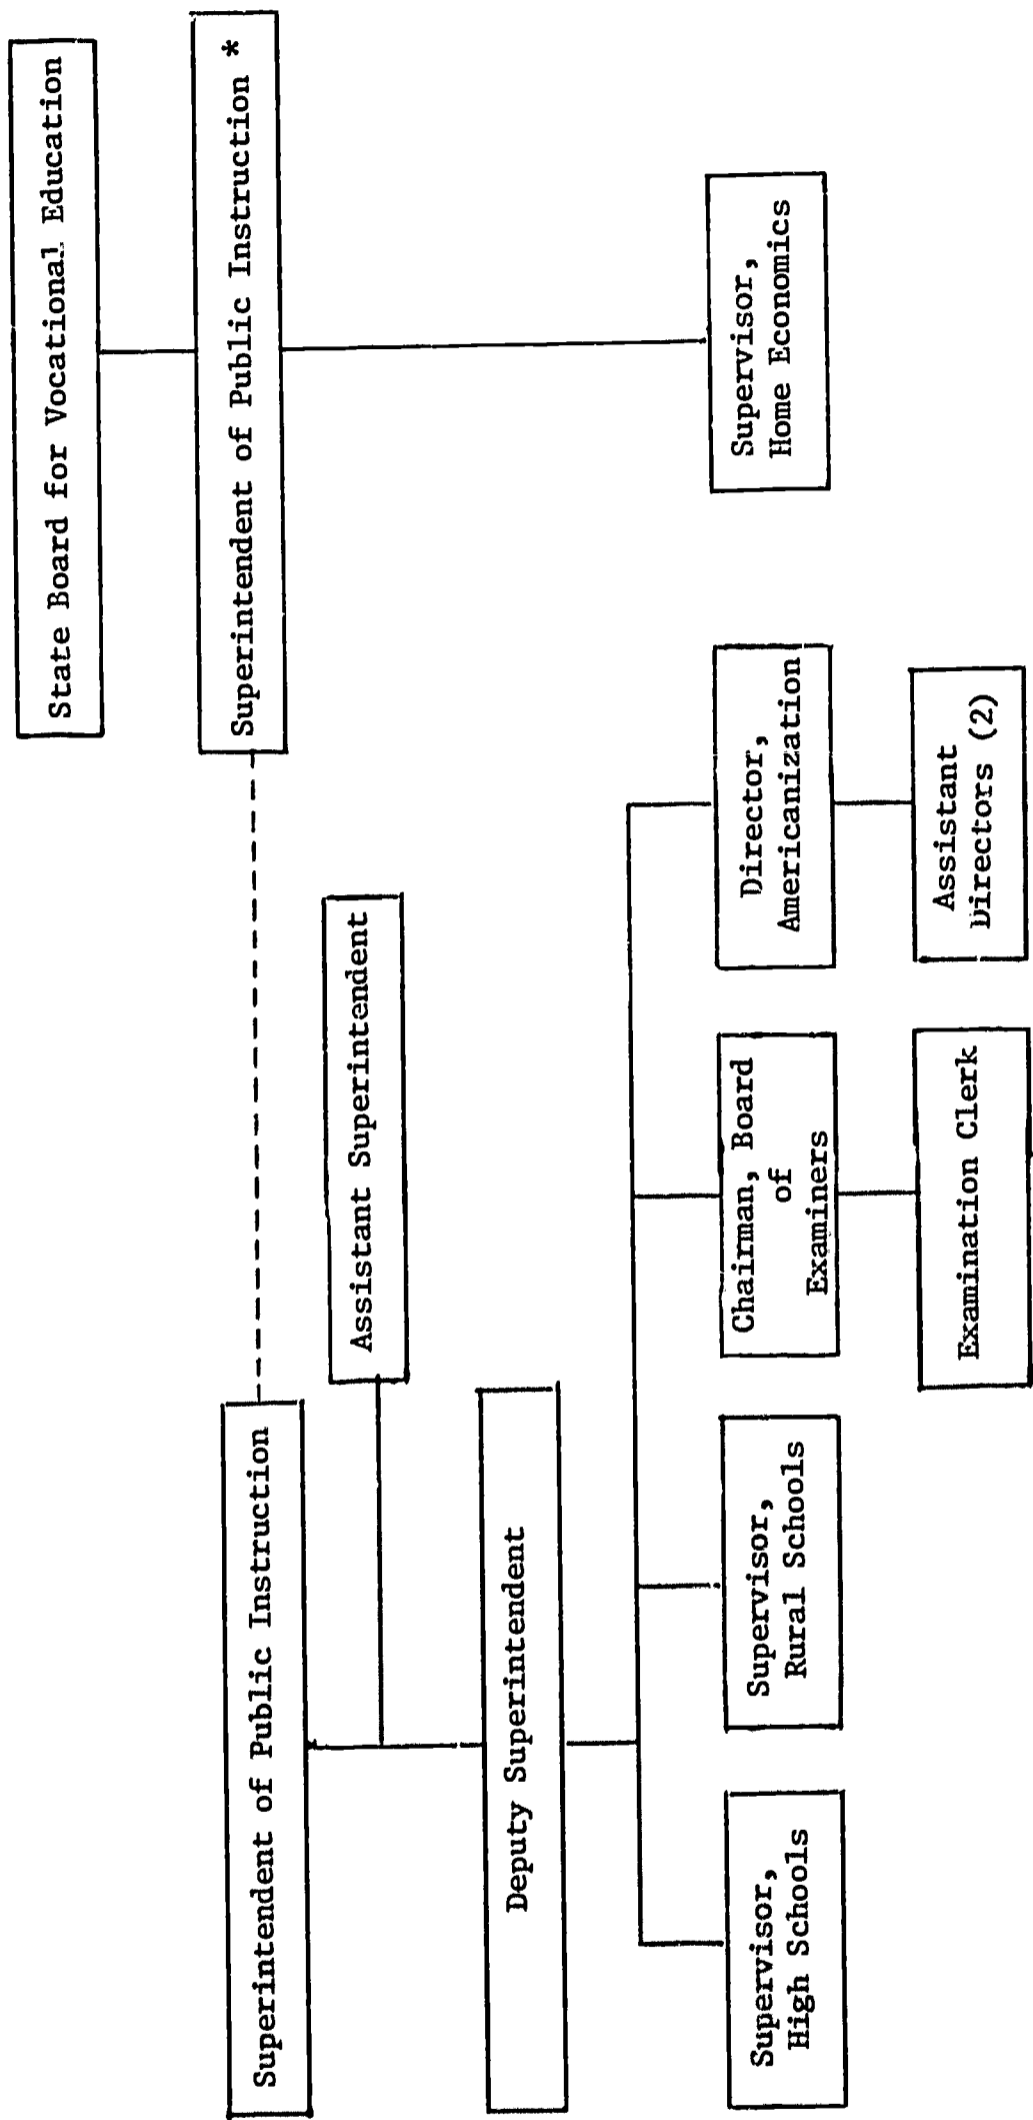 State Board for Vocational Education
Superintendent of Public Instruction
Superintendent of Public Instruction *
Assistant Superintendent
Deputy Superintendent
Supervisor,
High Schools
Supervisor,
Rural Schools
Chairman, Board
of
Examiners
Director,
Americanization
Supervisor,
Home Economics
Examination Clerk
Assistant
Directors (2)